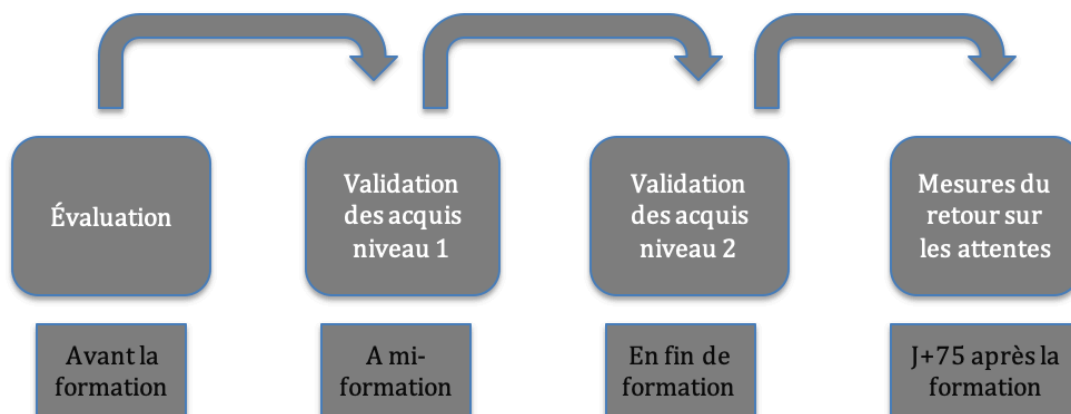 Évaluation
Validation
des acquis
niveau 1
Validation
des acquis
niveau 2
Mesures du
retour sur
les attentes
Avant la
formation
A mi-
formation
En fin de
formation
J+75 après la
formation